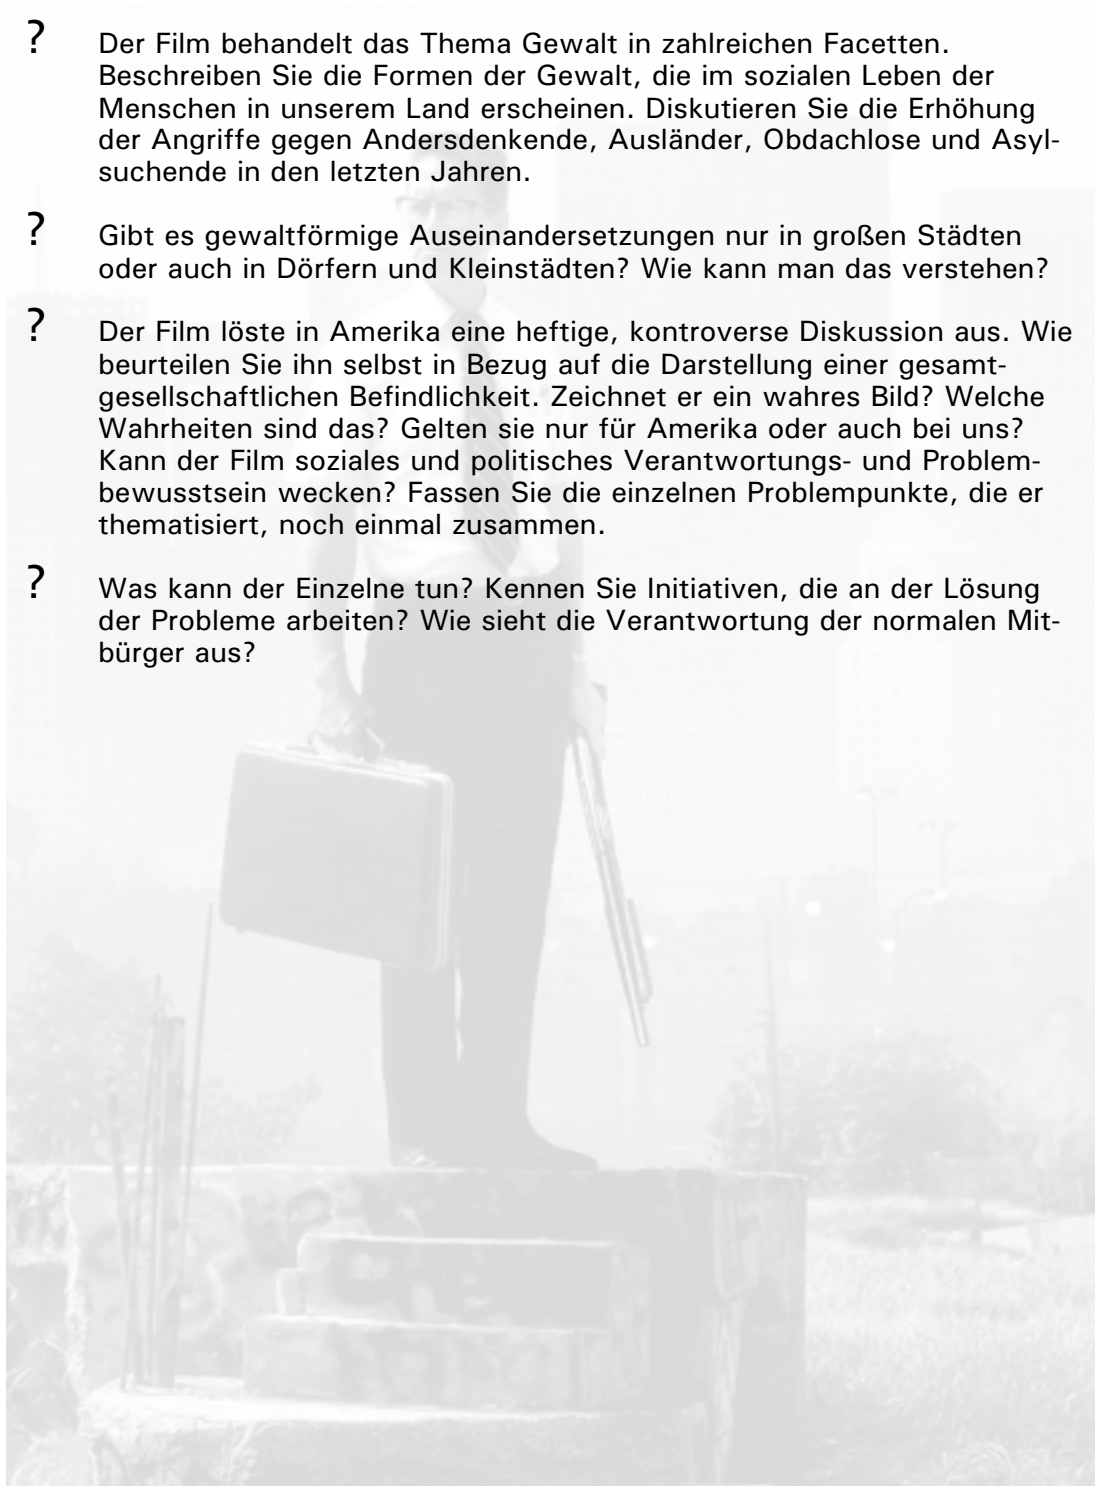 ? Der Film behandelt das Thema Gewalt in zahlreichen Facetten.
Beschreiben Sie die Formen der Gewalt, die im sozialen Leben der
Menschen in unserem Land erscheinen. Diskutieren Sie die Erhöhung
der Angriffe gegen Andersdenkende, Ausländer, Obdachlose und Asyl-
suchende in den letzten Jahren.
? Gibt es gewaltförmige Auseinandersetzungen nur in großen Städten
oder auch in Dörfern und Kleinstädten? Wie kann man das verstehen?
? Der Film löste in Amerika eine heftige, kontroverse Diskussion aus. Wie
beurteilen Sie ihn selbst in Bezug auf die Darstellung einer gesamt-
gesellschaftlichen Befindlichkeit. Zeichnet er ein wahres Bild? Welche
Wahrheiten sind das? Gelten sie nur für Amerika oder auch bei uns?
Kann der Film soziales und politisches Verantwortungs- und Problem-
bewusstsein wecken? Fassen Sie die einzelnen Problempunkte, die er
thematisiert, noch einmal zusammen.
? Was kann der Einzelne tun? Kennen Sie Initiativen, die an der Lösung
der Probleme arbeiten? Wie sieht die Verantwortung der normalen Mit-
bürger aus?